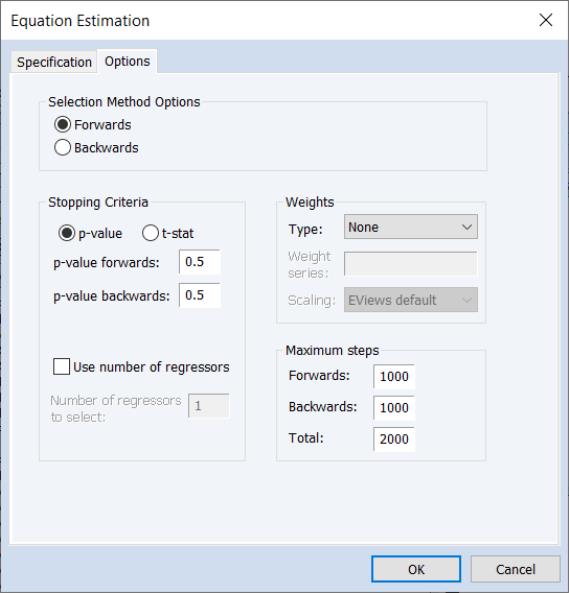 Equation Estimation
Specification
Options
Selection Method Options
Forwards
Backwards
Stopping Criteria
p-value
t-stat
p-value forwards: 0.5
p-value backwards: 0.5
Use number of regressors
Number of regressors
to select: 1
Weights
Type: None
Weight
series:
Scaling: EViews default
Maximum steps
Forwards: 1000
Backwards: 1000
Total: 2000
OK
Cancel